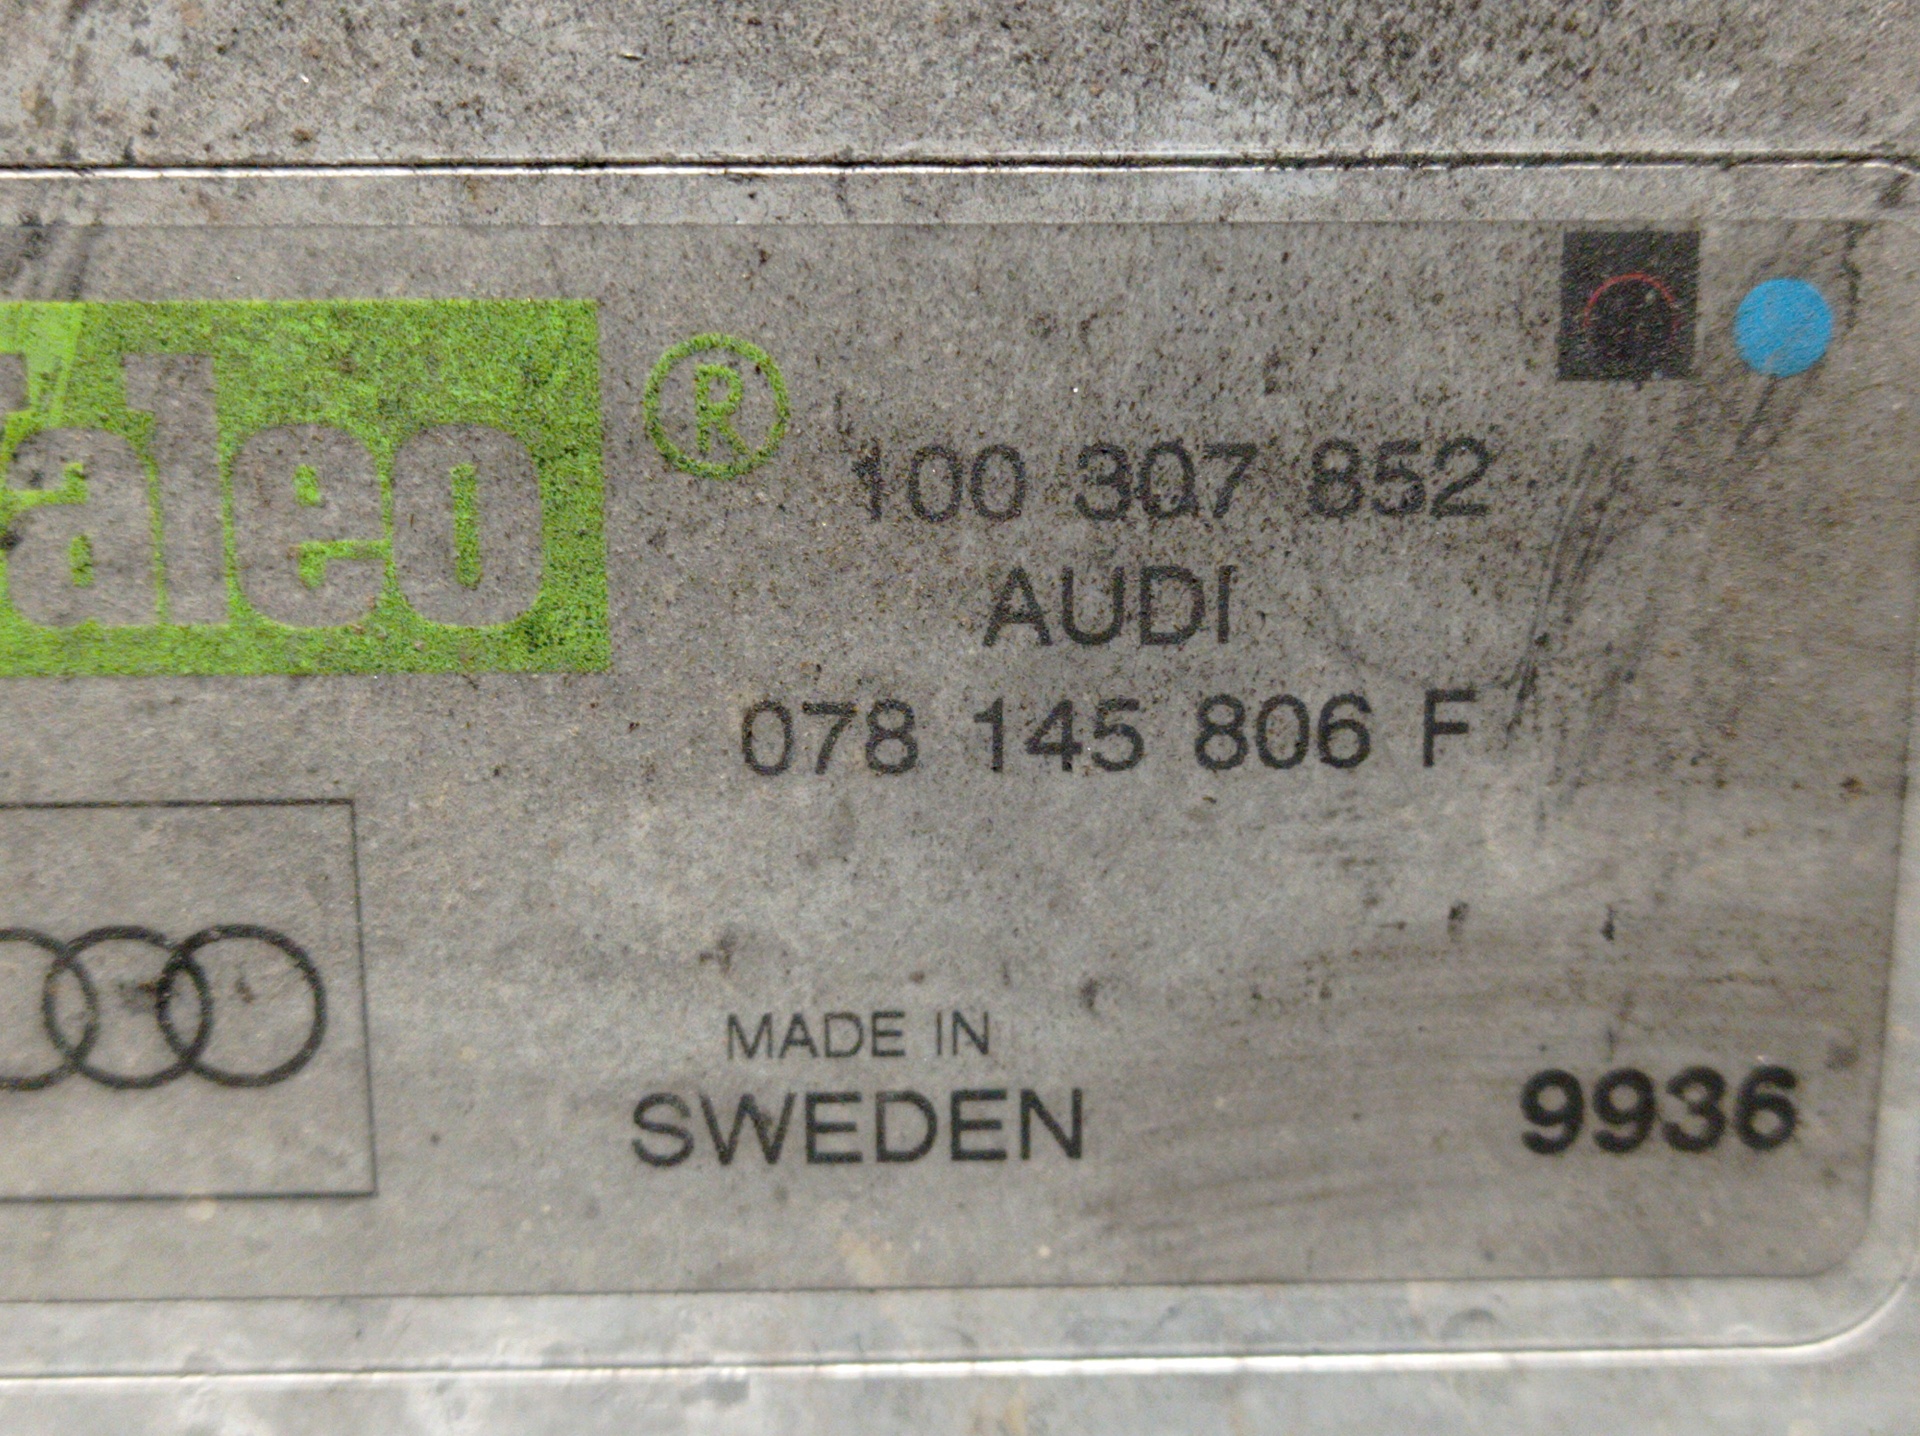 aleo ®
100 307 852
AUDI
078 145 806 F
MADE IN
SWEDEN
9936